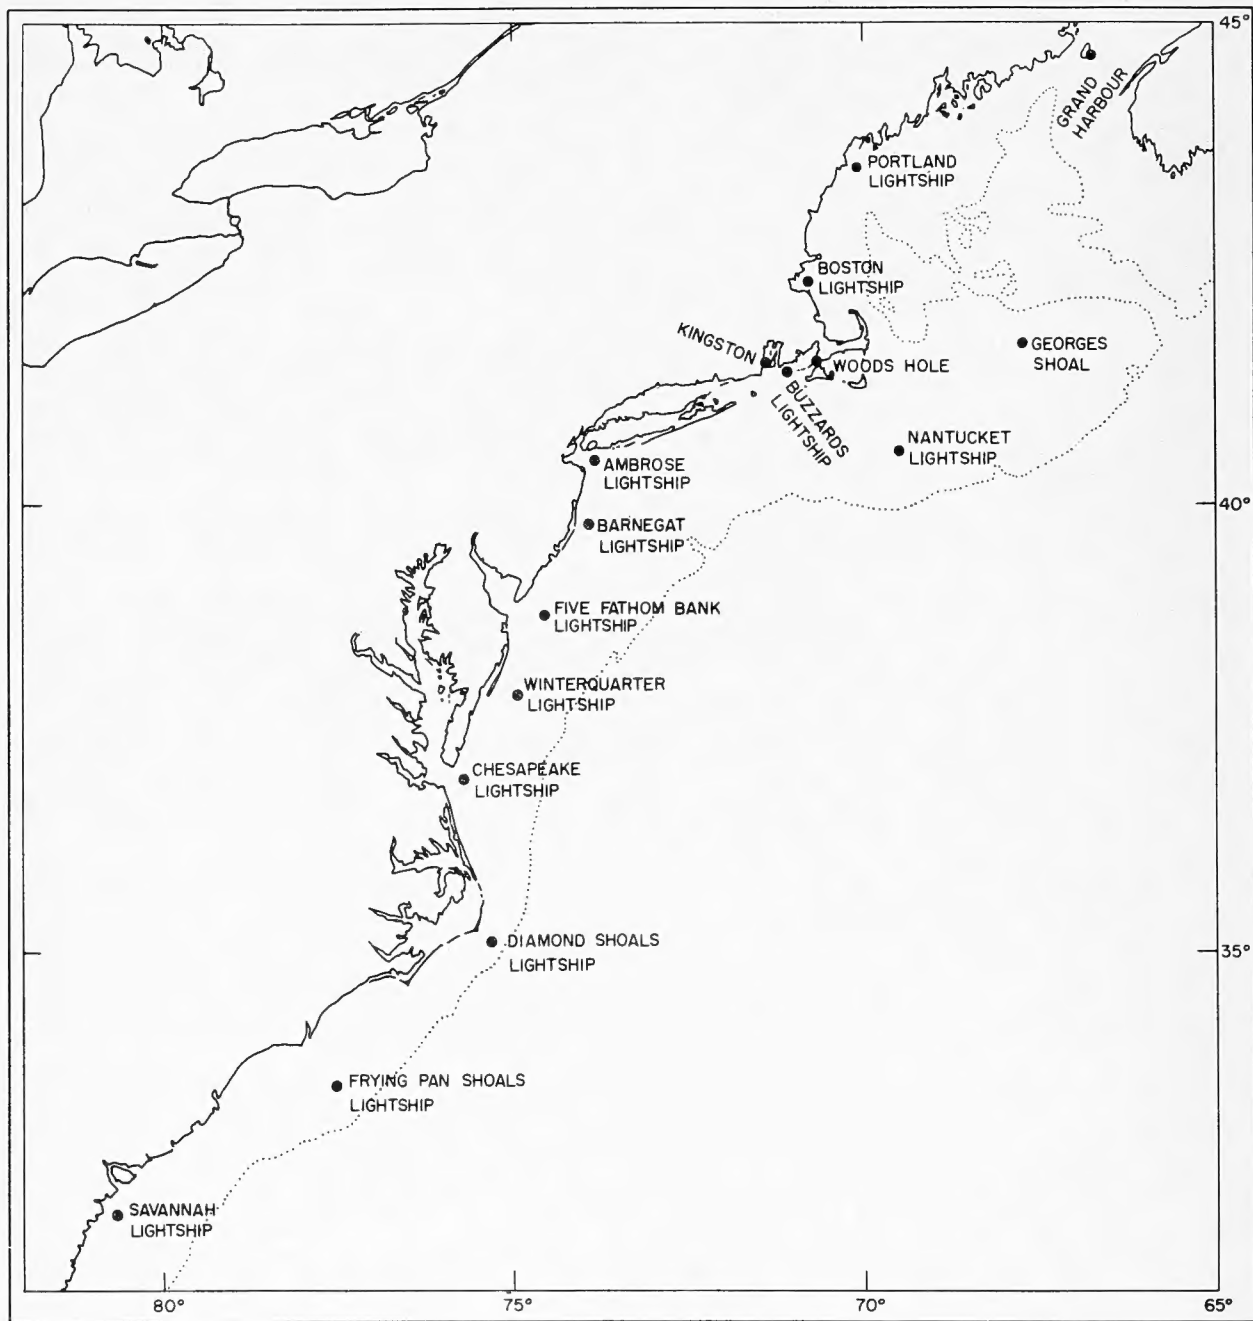 45°
GRAND
HARBOUR
PORTLAND
LIGHTSHIP
BOSTON
LIGHTSHIP
KINGSTON
GEORGES
SHOAL
WOODS HOLE
BUZZARDS
LIGHTSHIP
NANTUCKET
LIGHTSHIP
AMBROSE
LIGHTSHIP
40°
BARNEGAT
LIGHTSHIP
FIVE FATHOM BANK
LIGHTSHIP
WINTERQUARTER
LIGHTSHIP
CHESAPEAKE
LIGHTSHIP
DIAMOND SHOALS
LIGHTSHIP
35°
FRYING PAN SHOALS
LIGHTSHIP
SAVANNAH
LIGHTSHIP
80°
75°
70°
65°